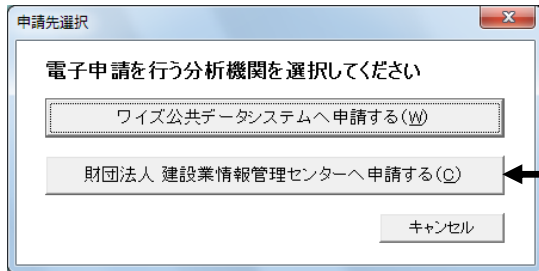 申請先選択
電子申請を行う分析機関を選択してください
ワイズ公共データシステムへ申請する(W)
財団法人 建設業情報管理センターへ申請する(C)
キャンセル